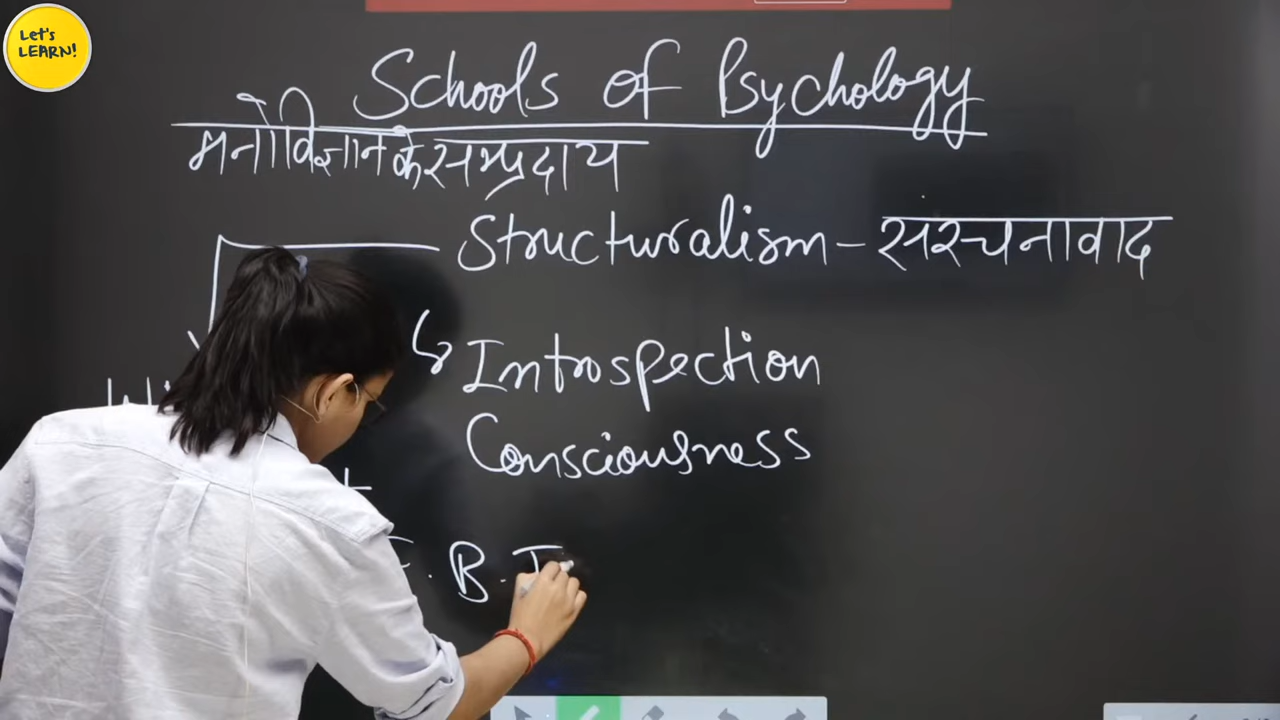 Let's
LEARN!
Schools of Psychology
मनोविज्ञान के सम्प्रदाय
Structuralism - संरचनावाद
Introspection
Consciousness
B.